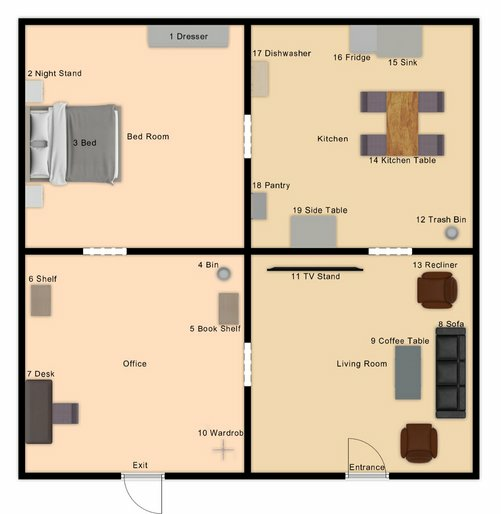 1 Dresser
17 Dishwasher
16 Fridge
15 Sink
2 Night Stand
3 Bed
Bed Room
Kitchen
14 Kitchen Table
18 Pantry
19 Side Table
12 Trash Bin
4 Bin
13 Recliner
6 Shelf
11 TV Stand
5 Book Shelf
8 Sofa
9 Coffee Table
Office
Living Room
7 Desk
10 Wardrob
Exit
Entrance